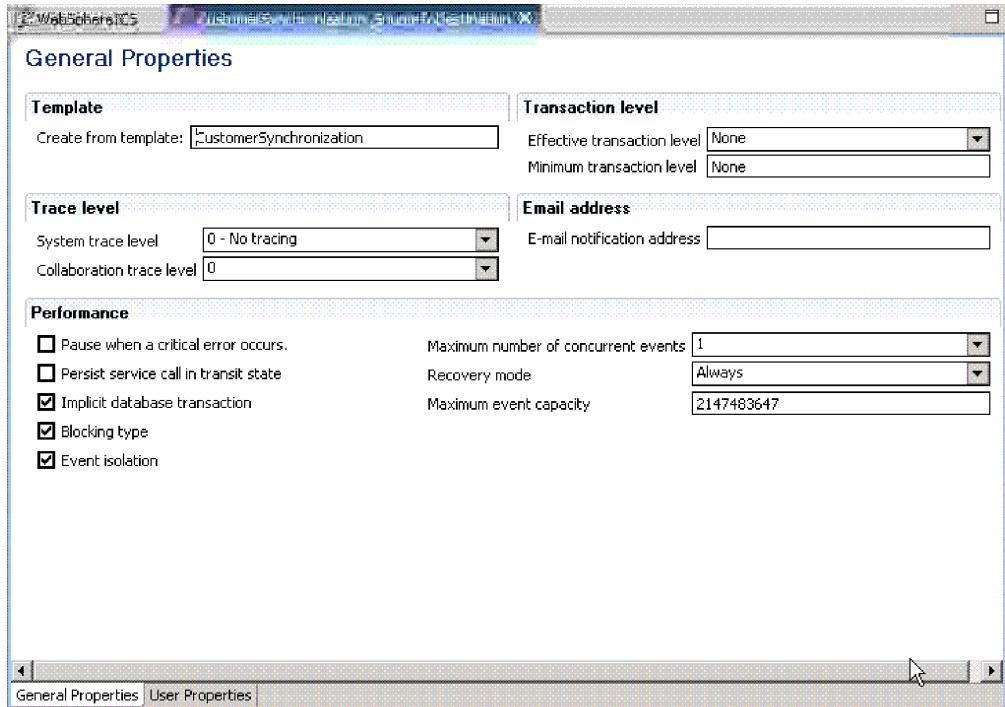 WebSphereICS
General Properties
Template
Create from template: CustomerSynchronization
Transaction level
Effective transaction level None
Minimum transaction level None
Trace level
System trace level 0 - No tracing
Collaboration trace level 0
Email address
E-mail notification address
Performance
Pause when a critical error occurs.
Persist service call in transit state
Implicit database transaction
Blocking type
Event isolation
Maximum number of concurrent events 1
Recovery mode Always
Maximum event capacity 2147483647
General Properties User Properties